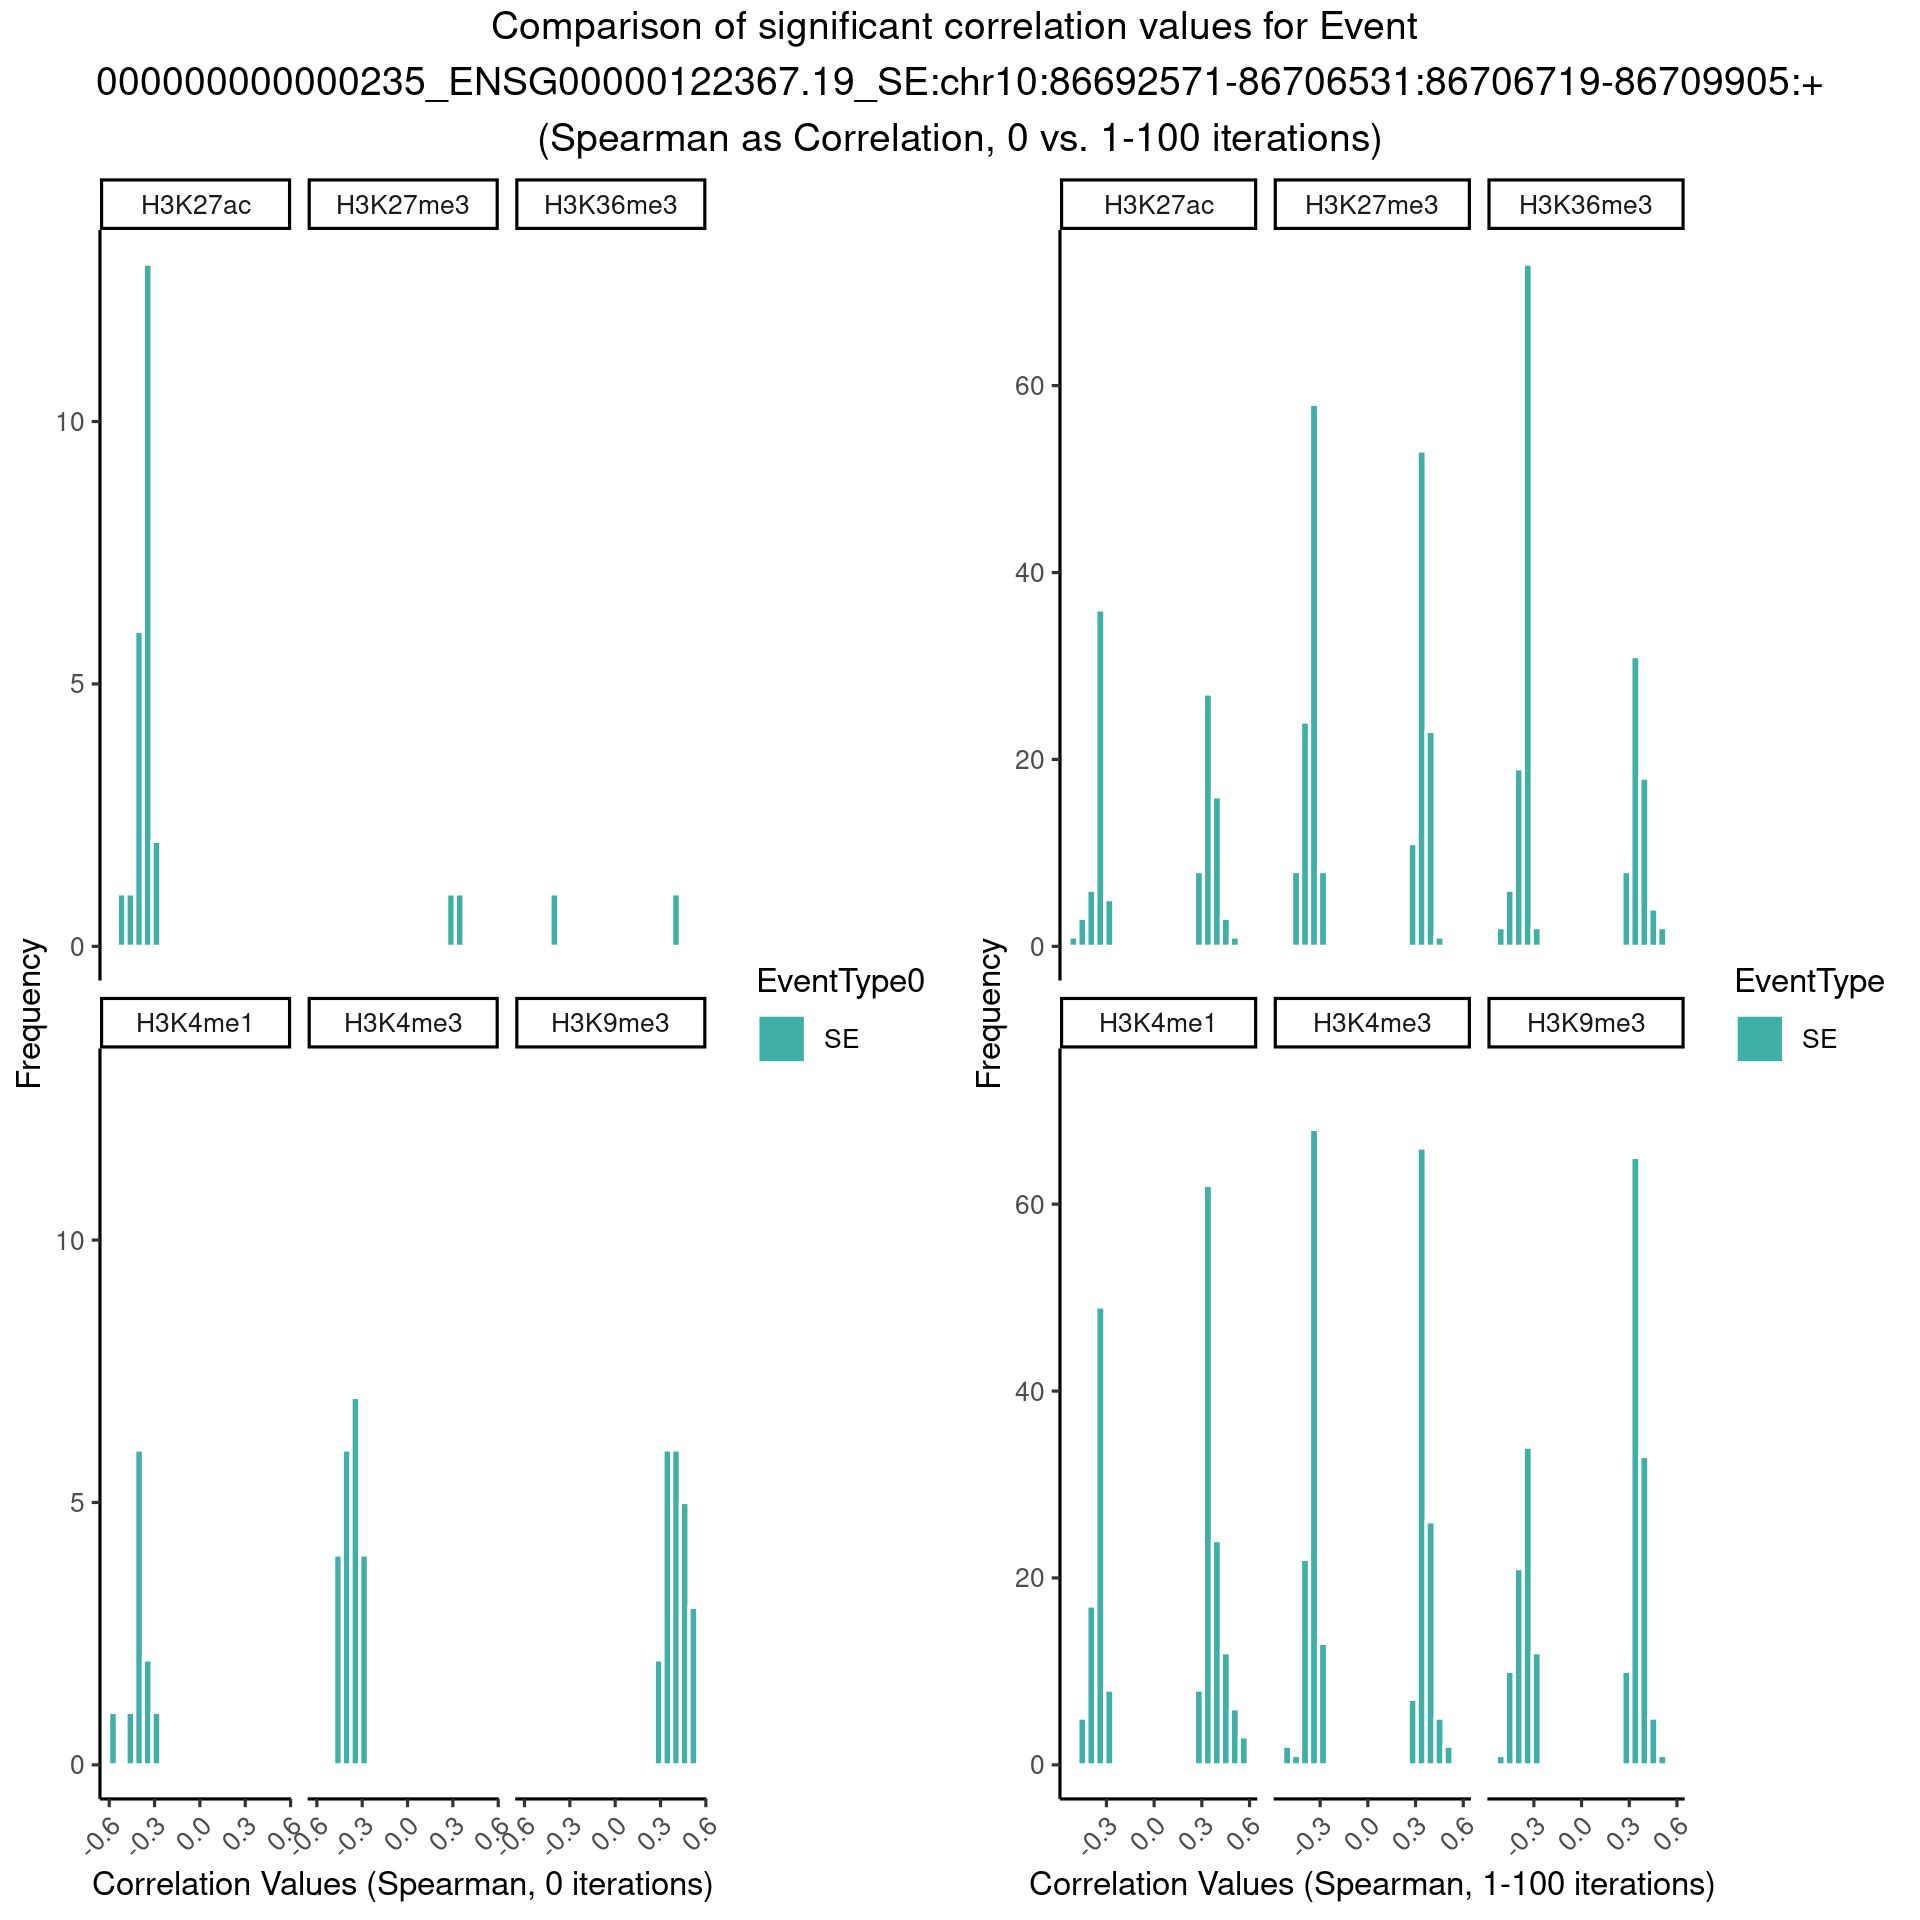 Comparison of significant correlation values for Event
000000000000235_ENSG00000122367.19_SE:chr10:86692571-86706531:86706719-86709905:+
(Spearman as Correlation, 0 vs. 1-100 iterations)
H3K27ac H3K27me3 H3K36me3
10
5
0
H3K4me1 H3K4me3 H3K9me3
10
5
0
Frequency
-0.6 -0.3 0.0 0.3 0.6 -0.6 -0.3 0.0 0.3 0.6 -0.6 -0.3 0.0 0.3 0.6
Correlation Values (Spearman, 0 iterations)
EventType0
SE
H3K27ac H3K27me3 H3K36me3
60
40
20
0
H3K4me1 H3K4me3 H3K9me3
60
40
20
0
Frequency
-0.3 0.0 0.3 0.6 -0.3 0.0 0.3 0.6 -0.3 0.0 0.3 0.6
Correlation Values (Spearman, 1-100 iterations)
EventType
SE